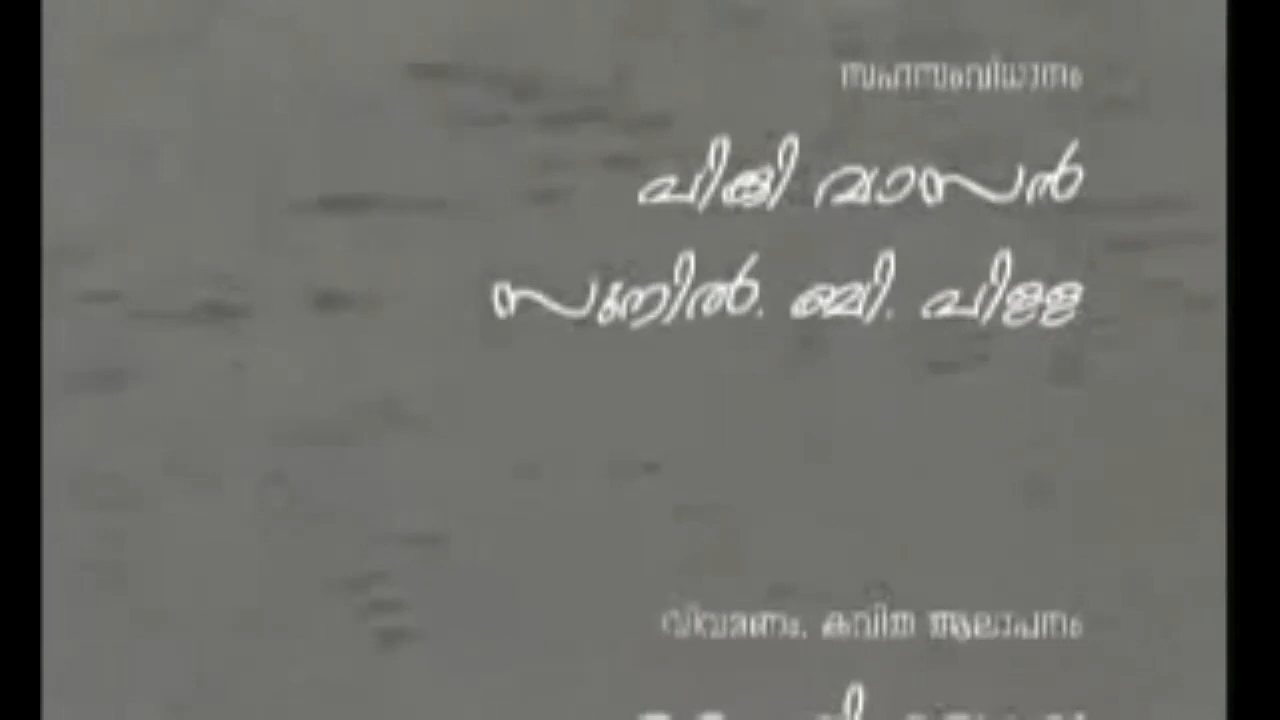 സഹസംവിധാനം
വാസൻ
സുനിൽ. ബി. പിള്ള
വിവരണം, കവിത ആലാപനം